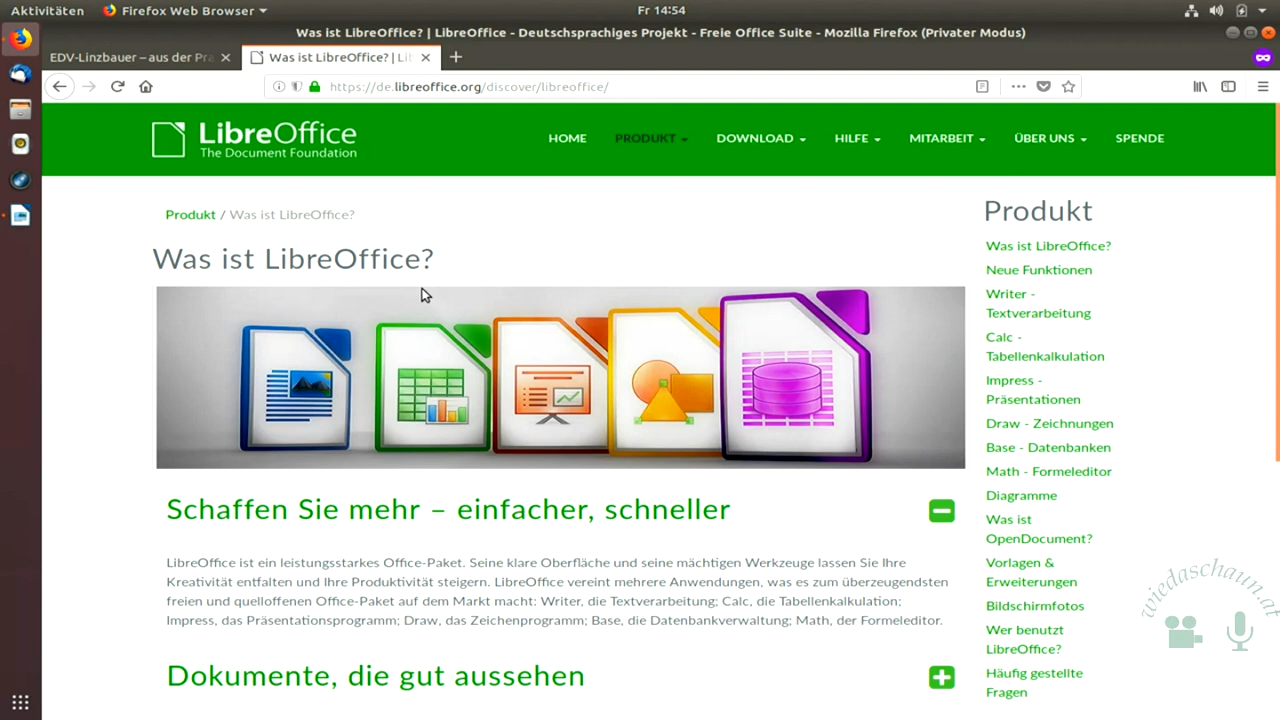 Aktivitäten
Firefox Web Browser
Fr 14:54
Was ist LibreOffice? | LibreOffice - Deutschsprachiges Projekt - Freie Office Suite - Mozilla Firefox (Privater Modus)
EDV-Linzbauer – aus der Pra
Was ist LibreOffice? | Lib
https://de.libreoffice.org/discover/libreoffice/
LibreOffice
The Document Foundation
HOME
PRODUKT
DOWNLOAD
HILFE
MITARBEIT
ÜBER UNS
SPENDE
Produkt / Was ist LibreOffice?
Was ist LibreOffice?
Schaffen Sie mehr – einfacher, schneller
LibreOffice ist ein leistungsstarkes Office-Paket. Seine klare Oberfläche und seine mächtigen Werkzeuge lassen Sie Ihre
Kreativität entfalten und Ihre Produktivität steigern. LibreOffice vereint mehrere Anwendungen, was es zum überzeugendsten
freien und quelloffenen Office-Paket auf dem Markt macht: Writer, die Textverarbeitung; Calc, die Tabellenkalkulation;
Impress, das Präsentationsprogramm; Draw, das Zeichenprogramm; Base, die Datenbankverwaltung; Math, der Formeleditor.
Dokumente, die gut aussehen
Produkt
Was ist LibreOffice?
Neue Funktionen
Writer -
Textverarbeitung
Calc -
Tabellenkalkulation
Impress -
Präsentationen
Draw - Zeichnungen
Base - Datenbanken
Math - Formeleditor
Diagramme
Was ist
OpenDocument?
Vorlagen &
Erweiterungen
Bildschirmfotos
Wer benutzt
LibreOffice?
Häufig gestellte
Fragen
wiedaschaun.at